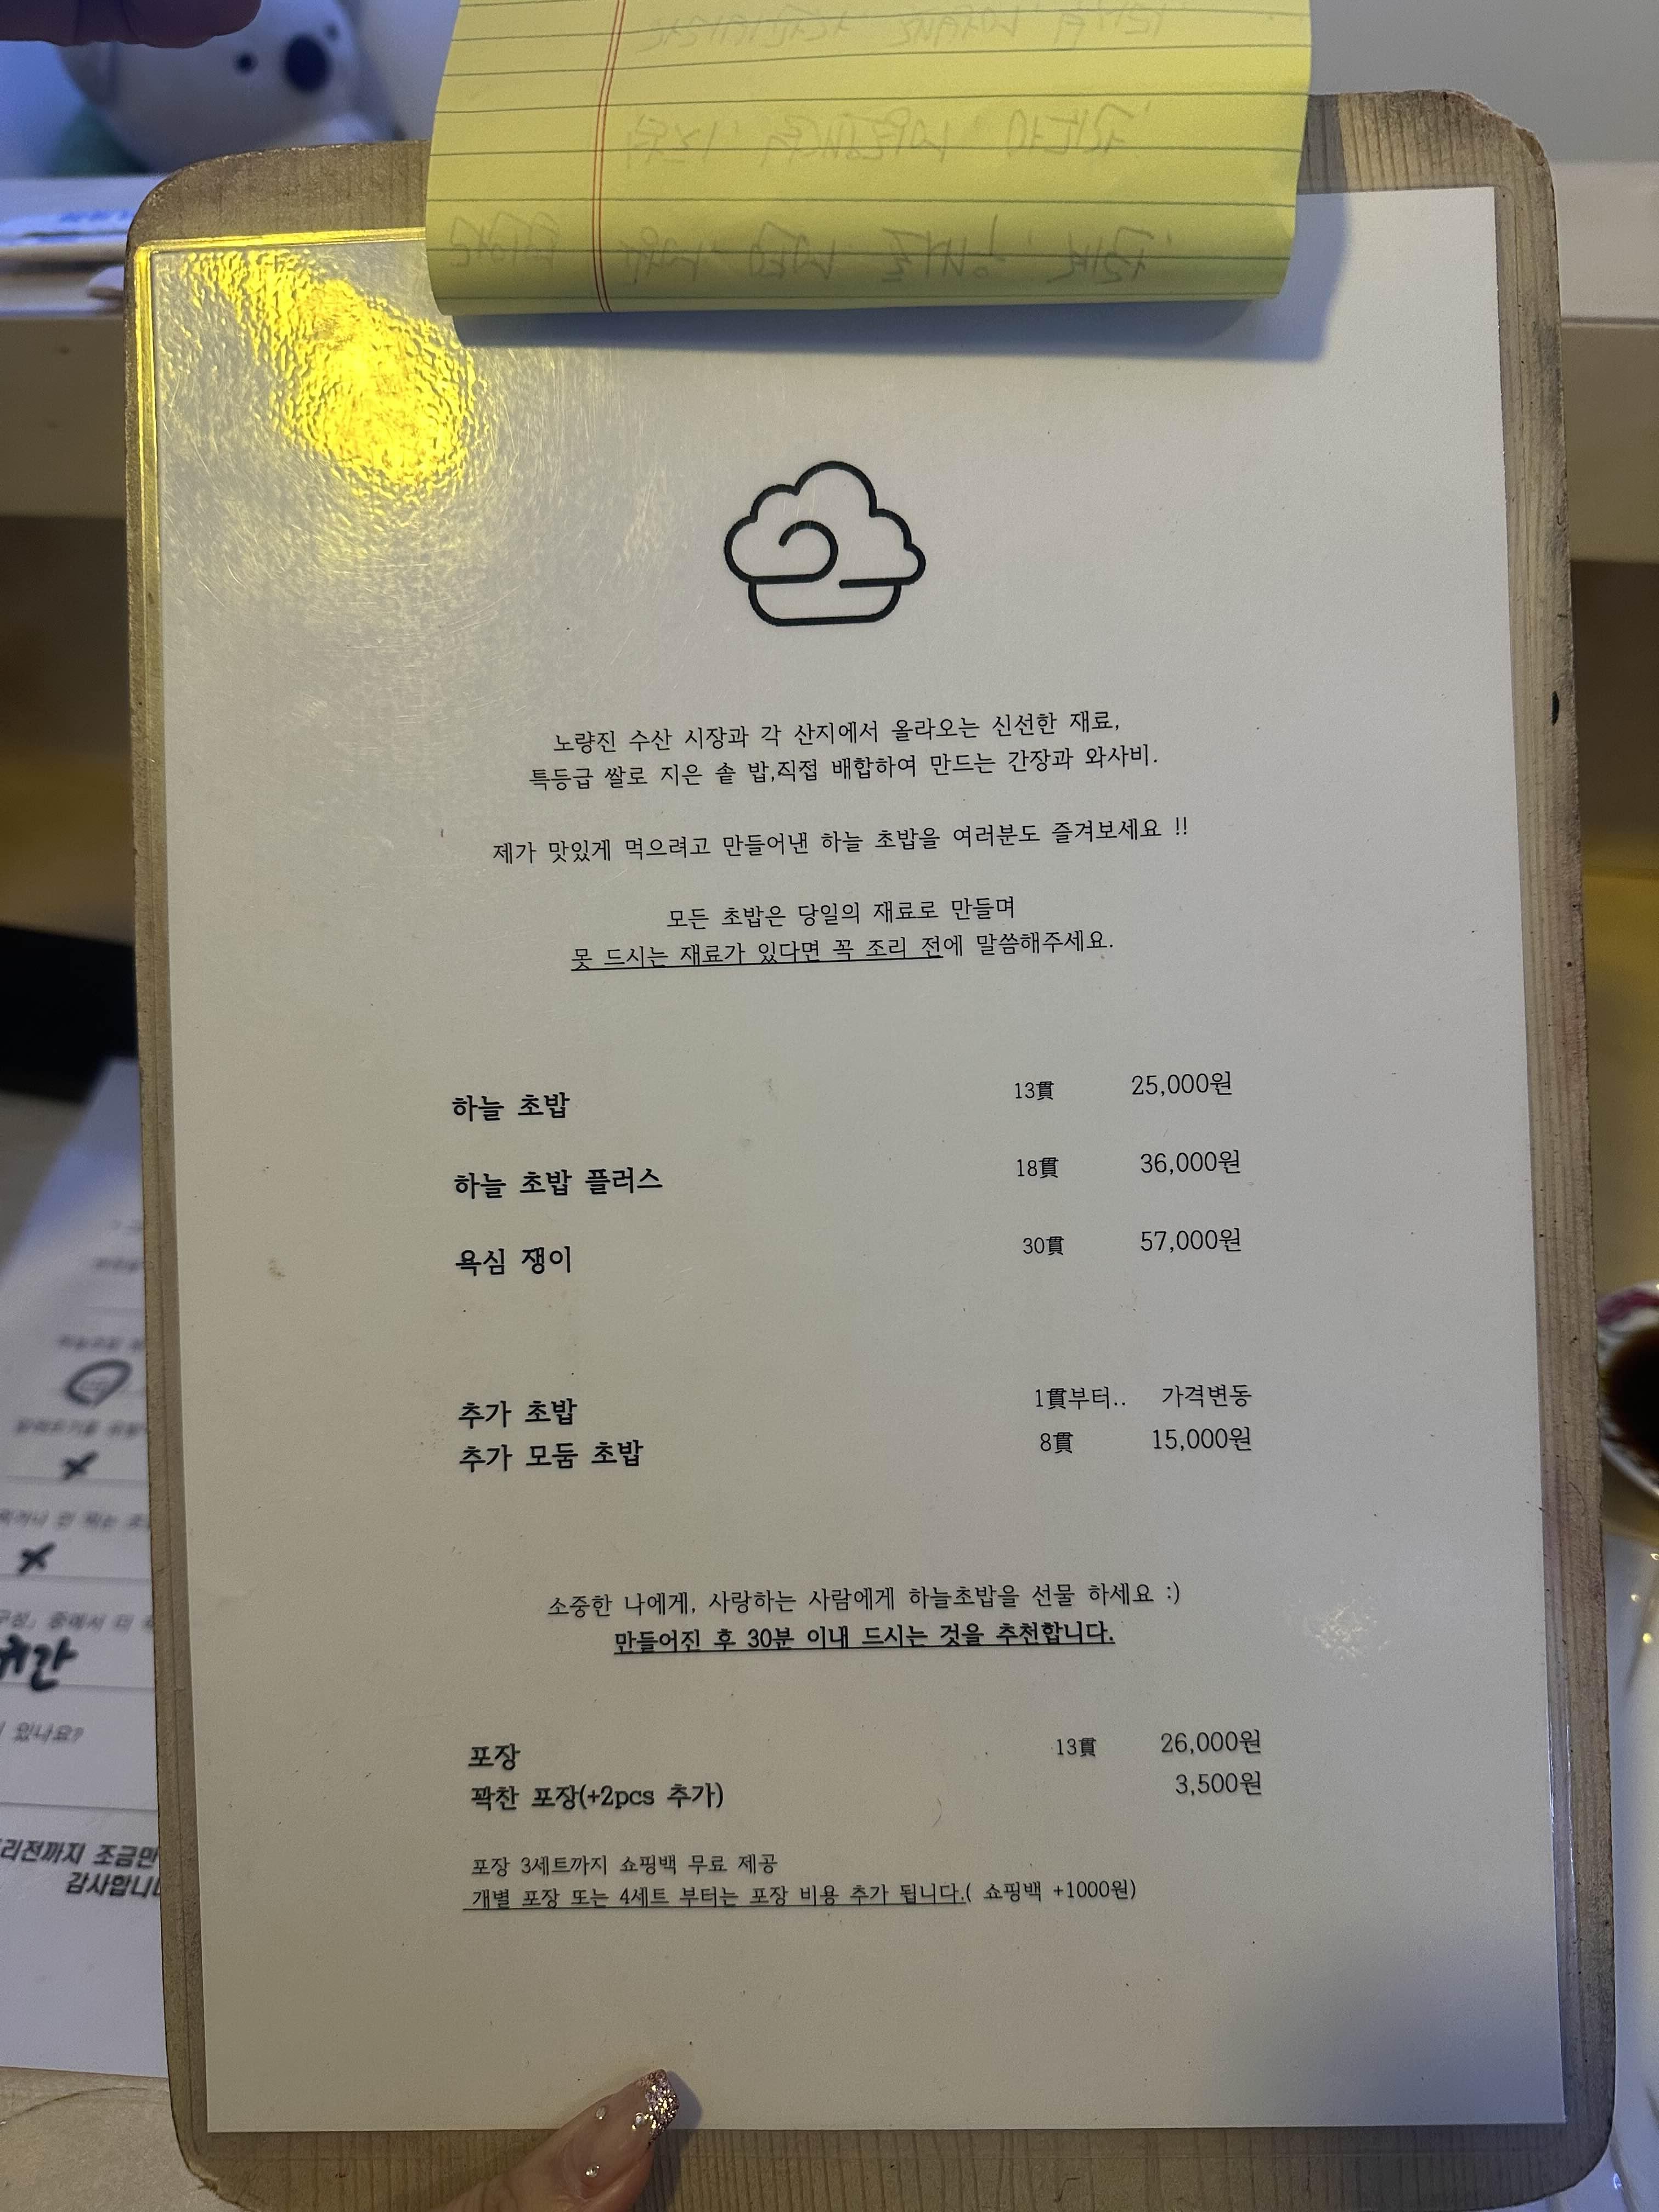 노량진 수산 시장과 각 산지에서 올라오는 신선한 재료,
특등급 쌀로 지은 솥 밥,직접 배합하여 만드는 간장과 와사비.
제가 맛있게 먹으려고 만들어낸 하늘 초밥을 여러분도 즐겨보세요 !!
모든 초밥은 당일의 재료로 만들며
못 드시는 재료가 있다면 꼭 조리 전에 말씀해주세요.
하늘 초밥 13貫 25,000원
하늘 초밥 플러스 18貫 36,000원
욕심 쟁이 30貫 57,000원
추가 초밥 1貫부터.. 가격변동
추가 모둠 초밥 8貫 15,000원
소중한 나에게, 사랑하는 사람에게 하늘초밥을 선물 하세요 :)
만들어진 후 30분 이내 드시는 것을 추천합니다.
포장 13貫 26,000원
꽉찬 포장(+2pcs 추가) 3,500원
포장 3세트까지 쇼핑백 무료 제공
개별 포장 또는 4세트 부터는 포장 비용 추가 됩니다.( 쇼핑백 +1000원)
중에서 더
있나요?
조금만